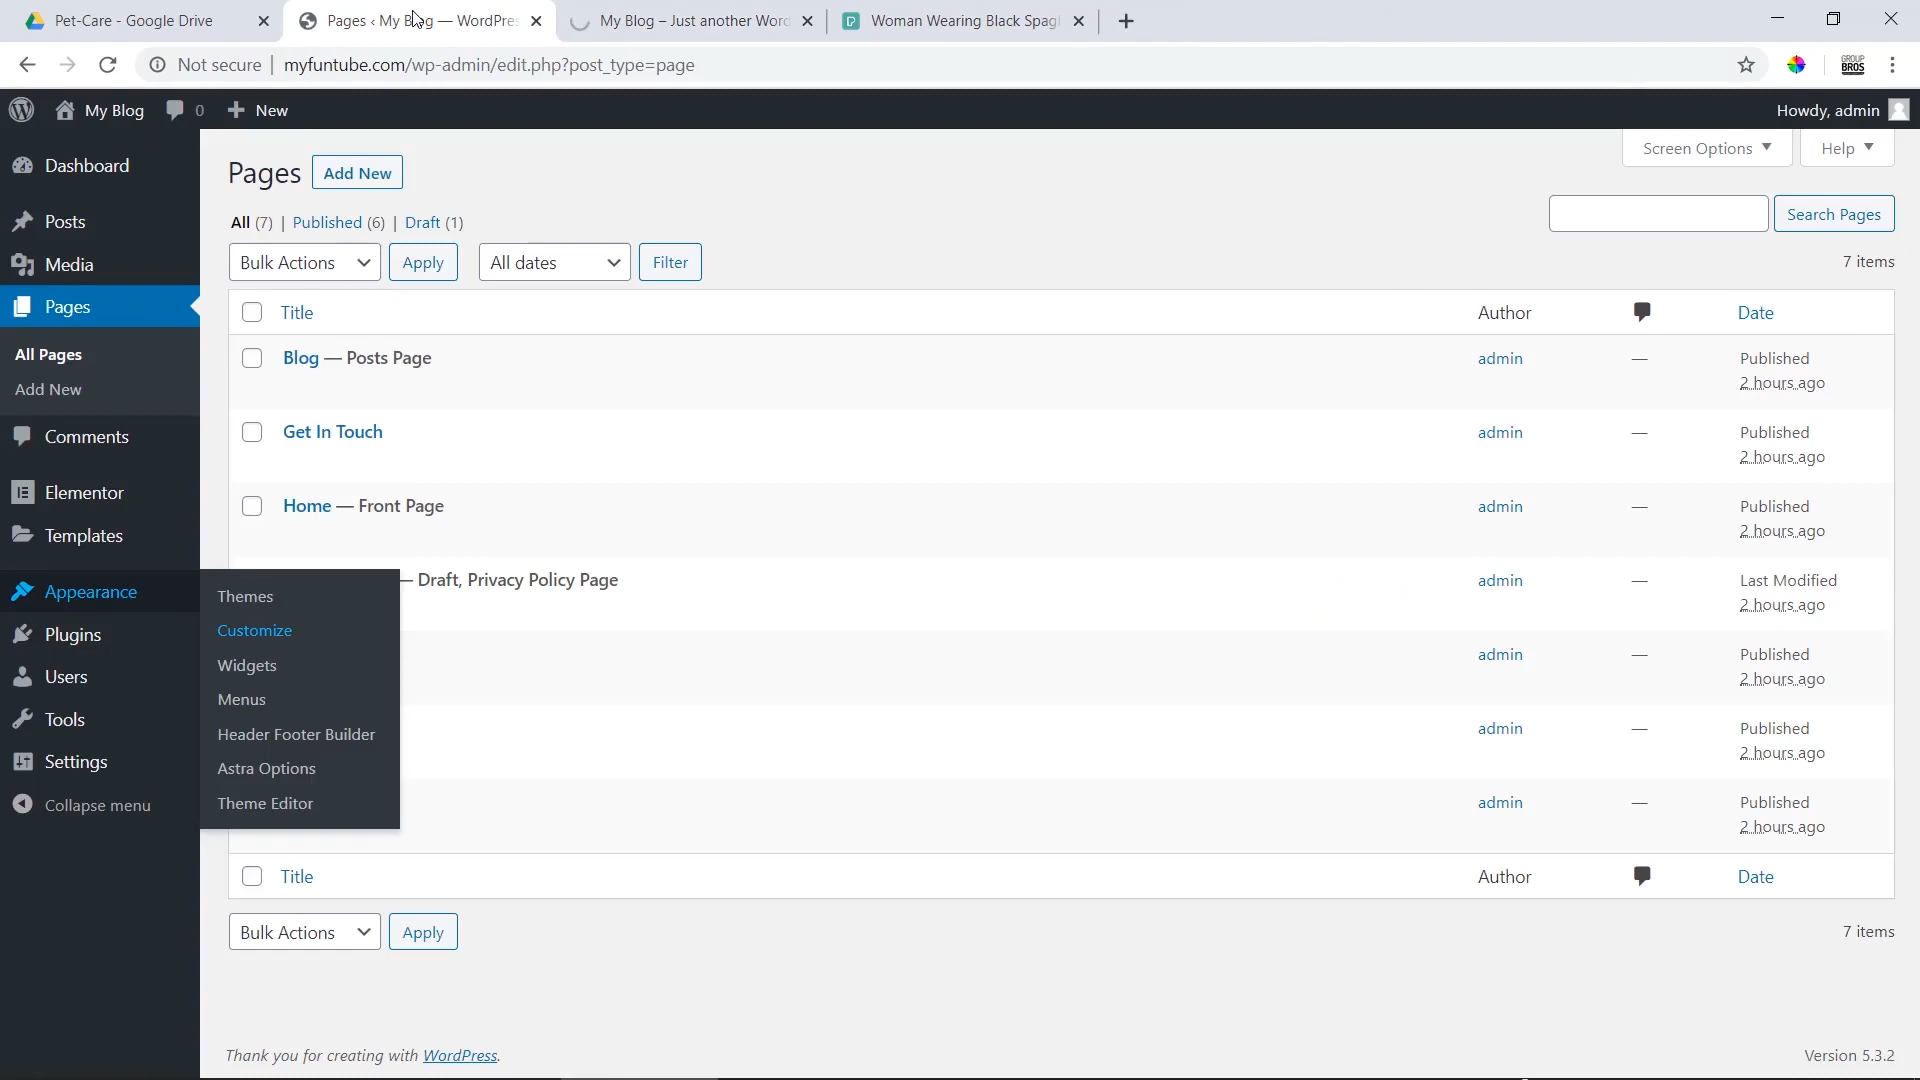 Pet-Care - Google Drive
Pages ‹ My Blog — WordPres
My Blog – Just another Word
Woman Wearing Black Spag
Not secure | myfuntube.com/wp-admin/edit.php?post_type=page
GROUP
BROS
My Blog 0 + New Howdy, admin
Dashboard
Posts
Media
Pages
All Pages
Add New
Comments
Elementor
Templates
Appearance
Plugins
Users
Tools
Settings
Collapse menu
Themes
Customize
Widgets
Menus
Header Footer Builder
Astra Options
Theme Editor
Screen Options Help
Pages Add New
All (7) | Published (6) | Draft (1)
Search Pages
Bulk Actions Apply All dates Filter 7 items
Title Author Date
Blog — Posts Page admin — Published
2 hours ago
Get In Touch admin — Published
2 hours ago
Home — Front Page admin — Published
2 hours ago
— Draft, Privacy Policy Page admin — Last Modified
2 hours ago
admin — Published
2 hours ago
admin — Published
2 hours ago
admin — Published
2 hours ago
Title Author Date
Bulk Actions Apply 7 items
Thank you for creating with WordPress. Version 5.3.2